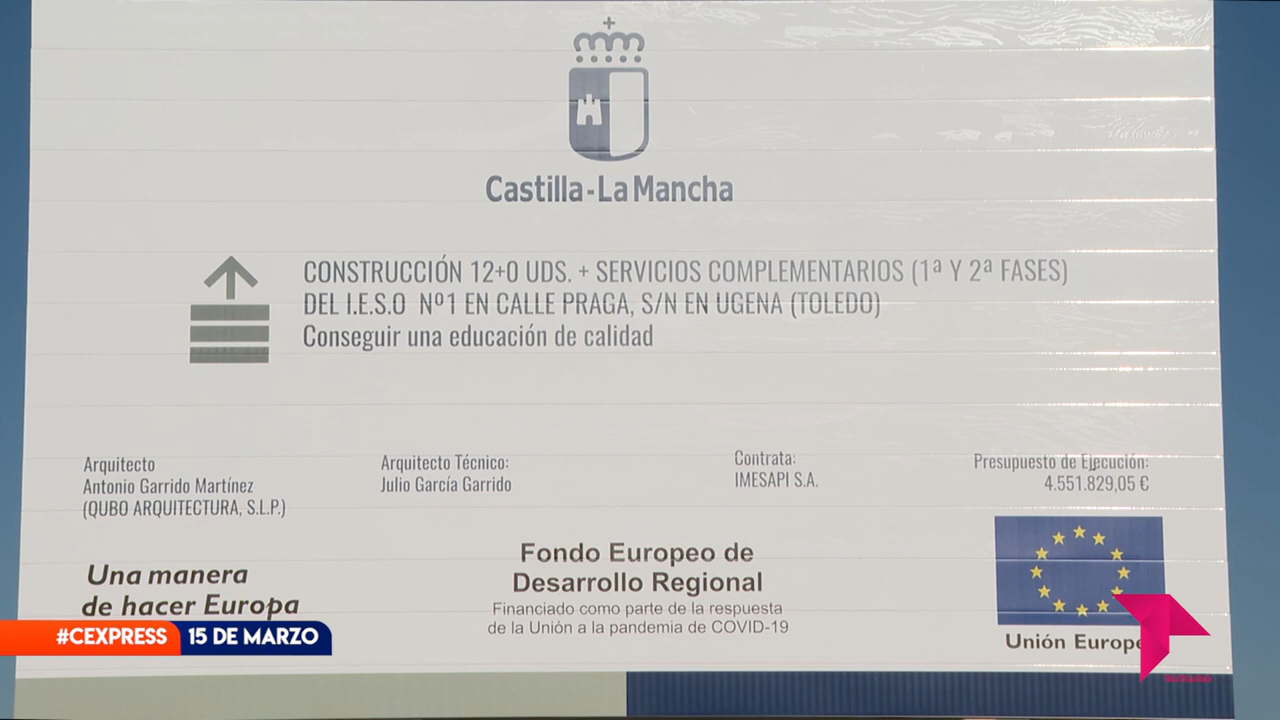 Castilla-La Mancha
CONSTRUCCIÓN 12+0 UDS. + SERVICIOS COMPLEMENTARIOS (1ª Y 2ª FASES)
DEL I.E.S.O Nº1 EN CALLE PRAGA, S/N EN UGENA (TOLEDO)
Conseguir una educación de calidad
Arquitecto
Antonio Garrido Martínez
(QUBO ARQUITECTURA, S.L.P.)
Arquitecto Técnico:
Julio García Garrido
Contrata:
IMESAPI S.A.
Presupuesto de Ejecución:
4.551.829,05 €
Una manera
de hacer Europa
Fondo Europeo de
Desarrollo Regional
Financiado como parte de la respuesta
de la Unión a la pandemia de COVID-19
Unión Europe
#CEXPRESS 15 DE MARZO